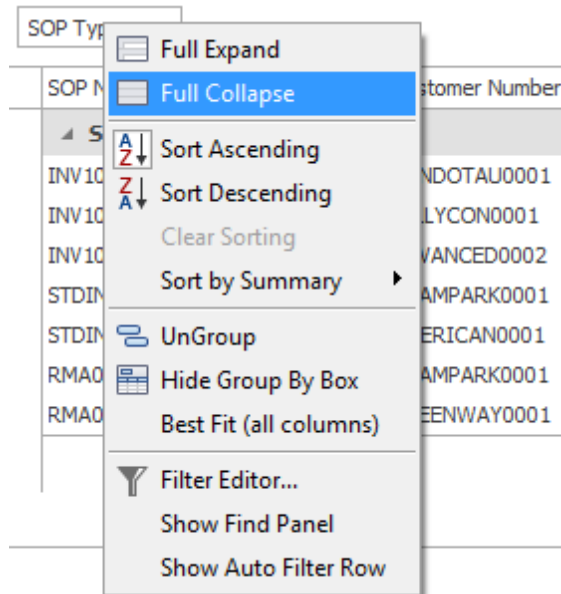 SOP Typ
Full Expand
SOP N Full Collapse stomer Number
S
Sort Ascending
INV10 NDOTAU0001
Sort Descending
INV10 LYCON0001
Clear Sorting
INV10 VANCED0002
Sort by Summary
STDIN AMPARK0001
STDIN UnGroup ERICAN0001
RMA0 Hide Group By Box AMPARK0001
RMA0 Best Fit (all columns) EENWAY0001
Filter Editor...
Show Find Panel
Show Auto Filter Row